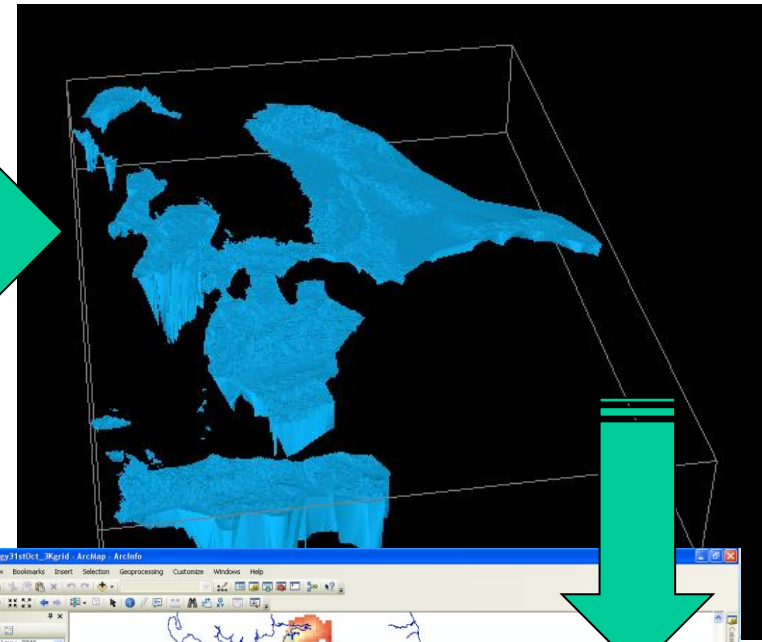 gy31stOct_3Kgrid - ArcMap - ArcInfo
w Bookmarks Insert Selection Geoprocessing Customize Windows Help